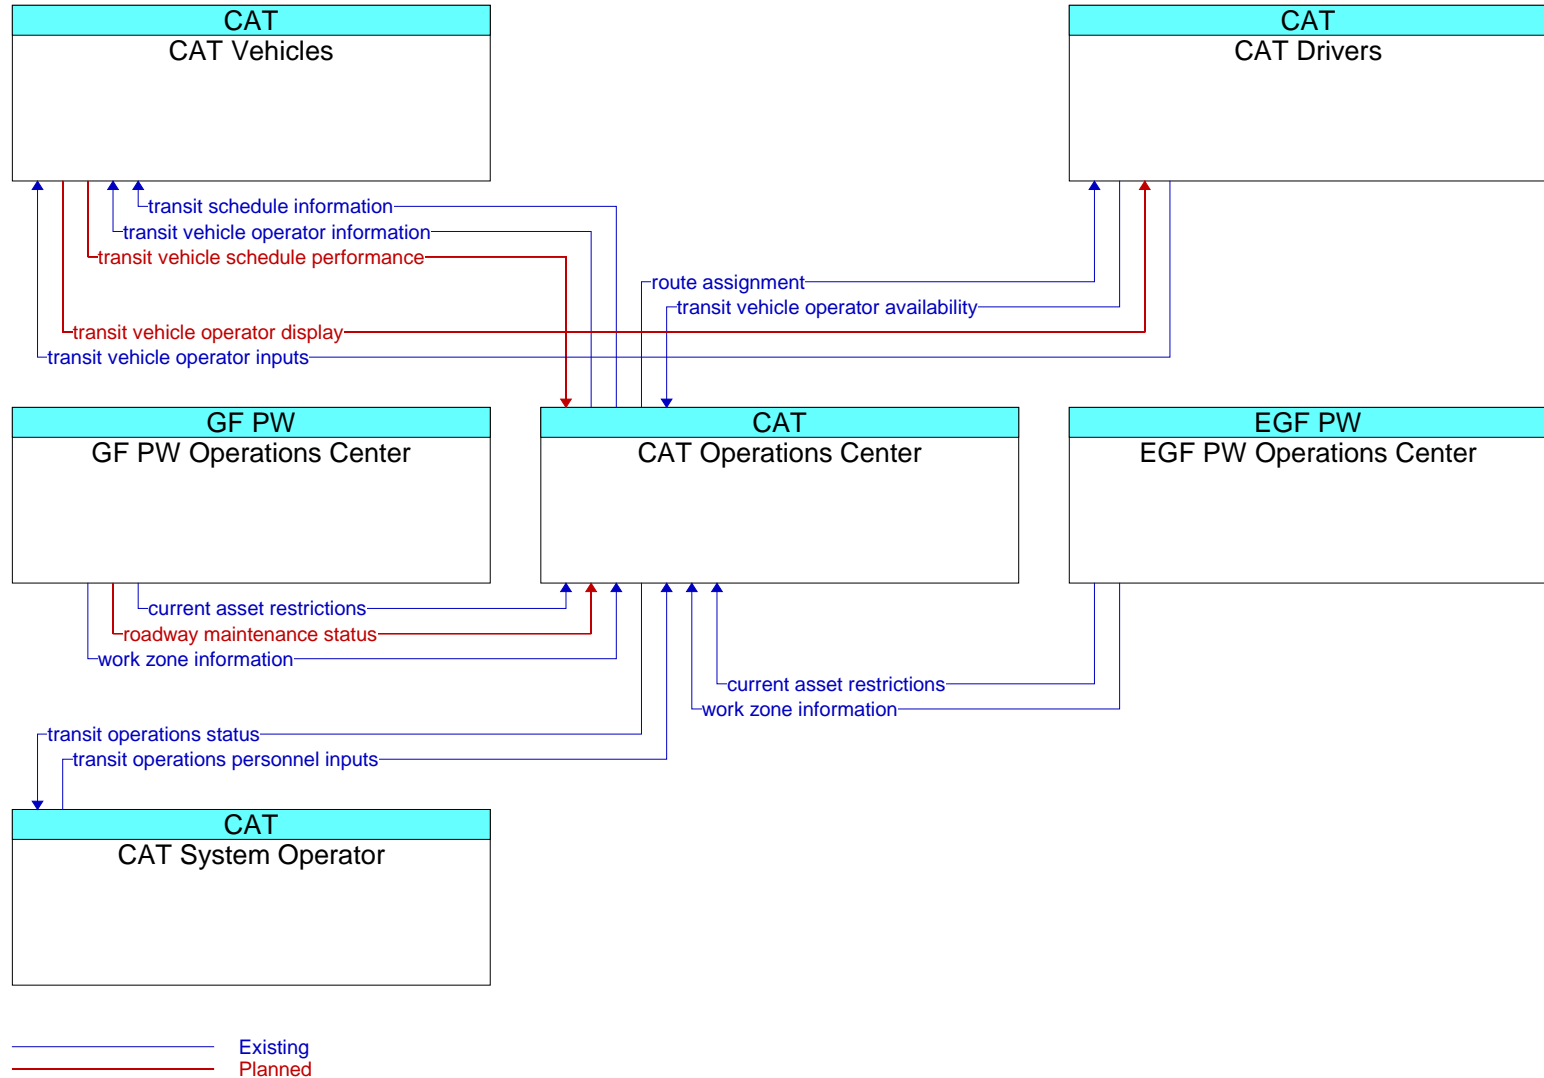 CAT
CAT Vehicles
CAT
CAT Drivers
transit schedule information
transit vehicle operator information
transit vehicle schedule performance
route assignment
transit vehicle operator availability
transit vehicle operator display
transit vehicle operator inputs
GF PW
GF PW Operations Center
CAT
CAT Operations Center
EGF PW
EGF PW Operations Center
current asset restrictions
roadway maintenance status
work zone information
current asset restrictions
work zone information
transit operations status
transit operations personnel inputs
CAT
CAT System Operator
Existing
Planned